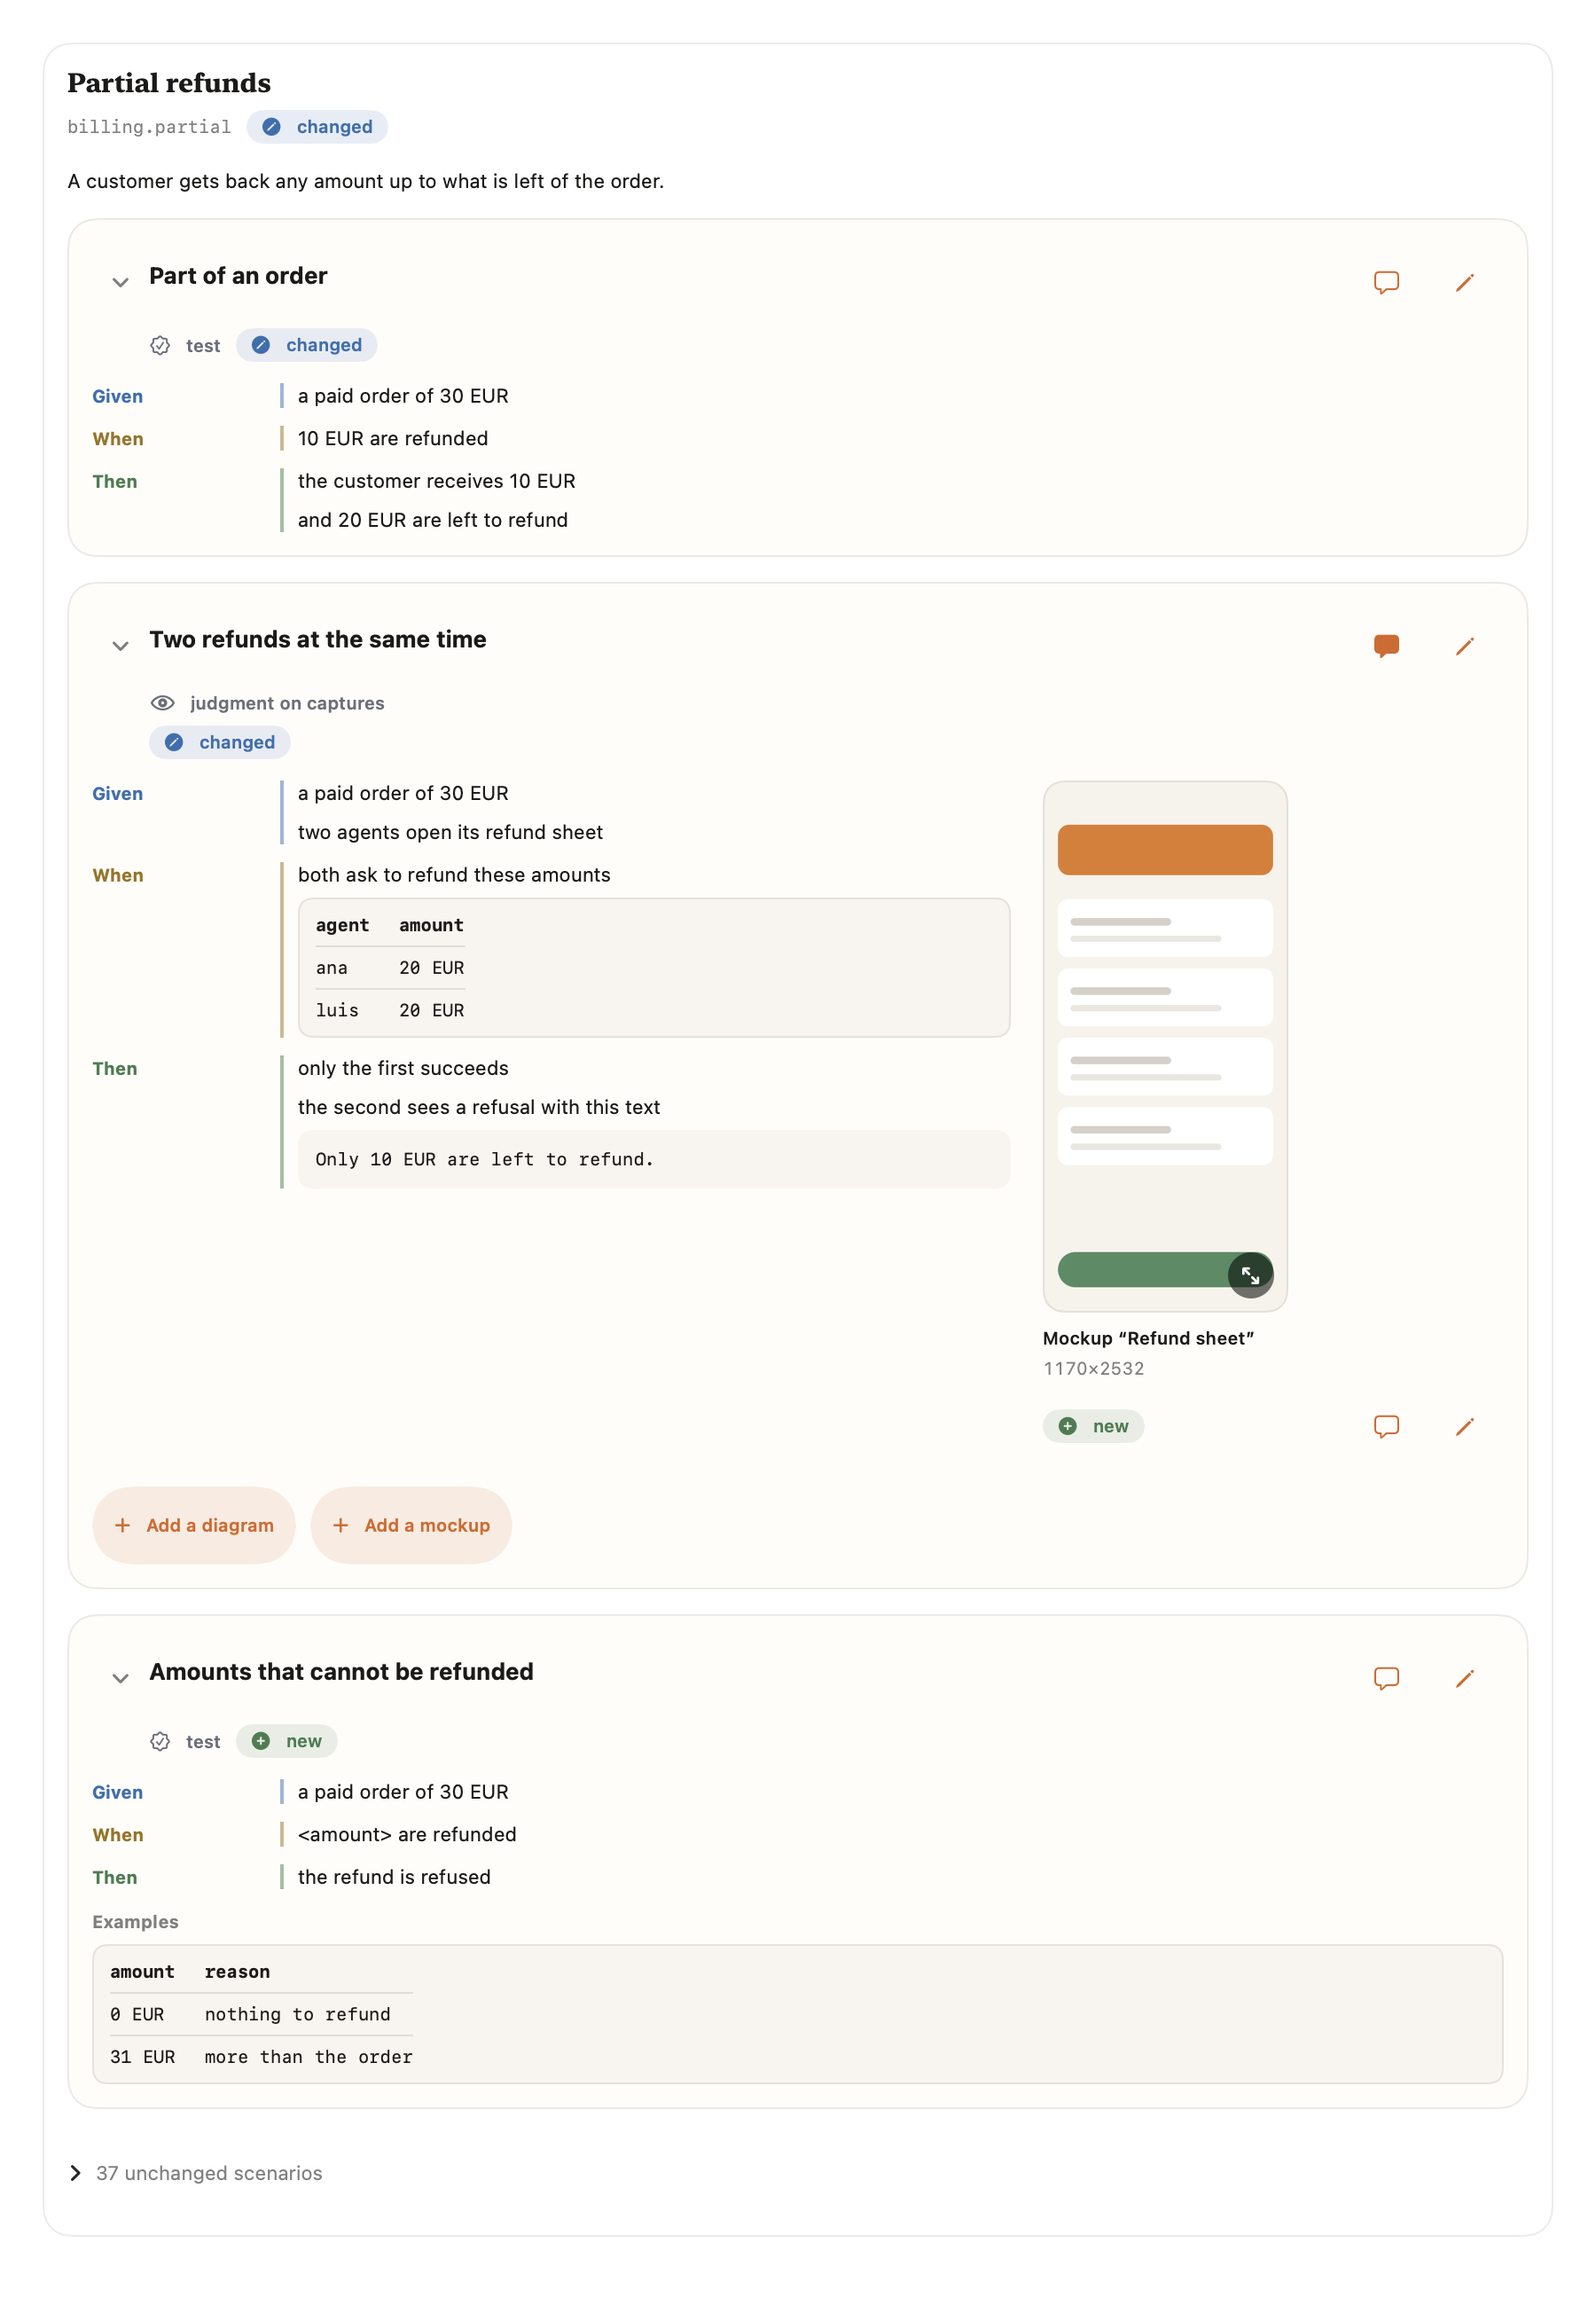 Partial refunds
billing.partial changed
A customer gets back any amount up to what is left of the order.
Part of an order
test changed
Given a paid order of 30 EUR
When 10 EUR are refunded
Then the customer receives 10 EUR
and 20 EUR are left to refund
Two refunds at the same time
judgment on captures
changed
Given a paid order of 30 EUR
two agents open its refund sheet
When both ask to refund these amounts
agent amount
ana 20 EUR
luis 20 EUR
Then only the first succeeds
the second sees a refusal with this text
Only 10 EUR are left to refund.
Mockup “Refund sheet”
1170×2532
new
+ Add a diagram + Add a mockup
Amounts that cannot be refunded
test new
Given a paid order of 30 EUR
When <amount> are refunded
Then the refund is refused
Examples
amount reason
0 EUR nothing to refund
31 EUR more than the order
37 unchanged scenarios